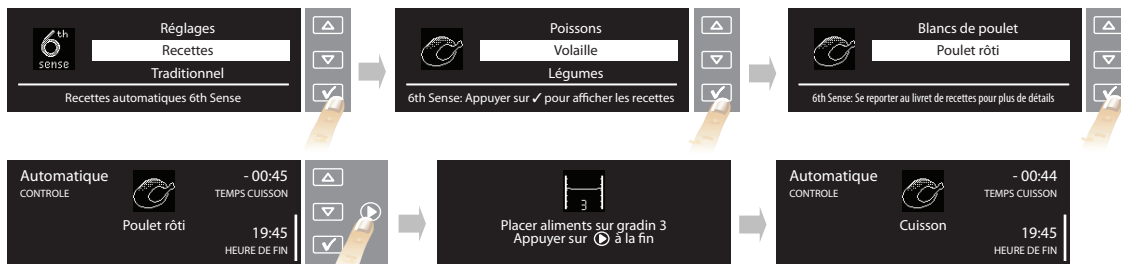 6th
sense
Réglages
Recettes
Traditionnel
Recettes automatiques 6th Sense
Poissons
Volaille
Légumes
6th Sense: Appuyer sur ✓ pour afficher les recettes
Blancs de poulet
Poulet rôti
6th Sense: Se reporter au livret de recettes pour plus de détails
Automatique
CONTROLE
- 00:45
TEMPS CUISSON
Poulet rôti
19:45
HEURE DE FIN
3
Placer aliments sur gradin 3
Appuyer sur ▶ à la fin
Automatique
CONTROLE
- 00:44
TEMPS CUISSON
Cuisson
19:45
HEURE DE FIN